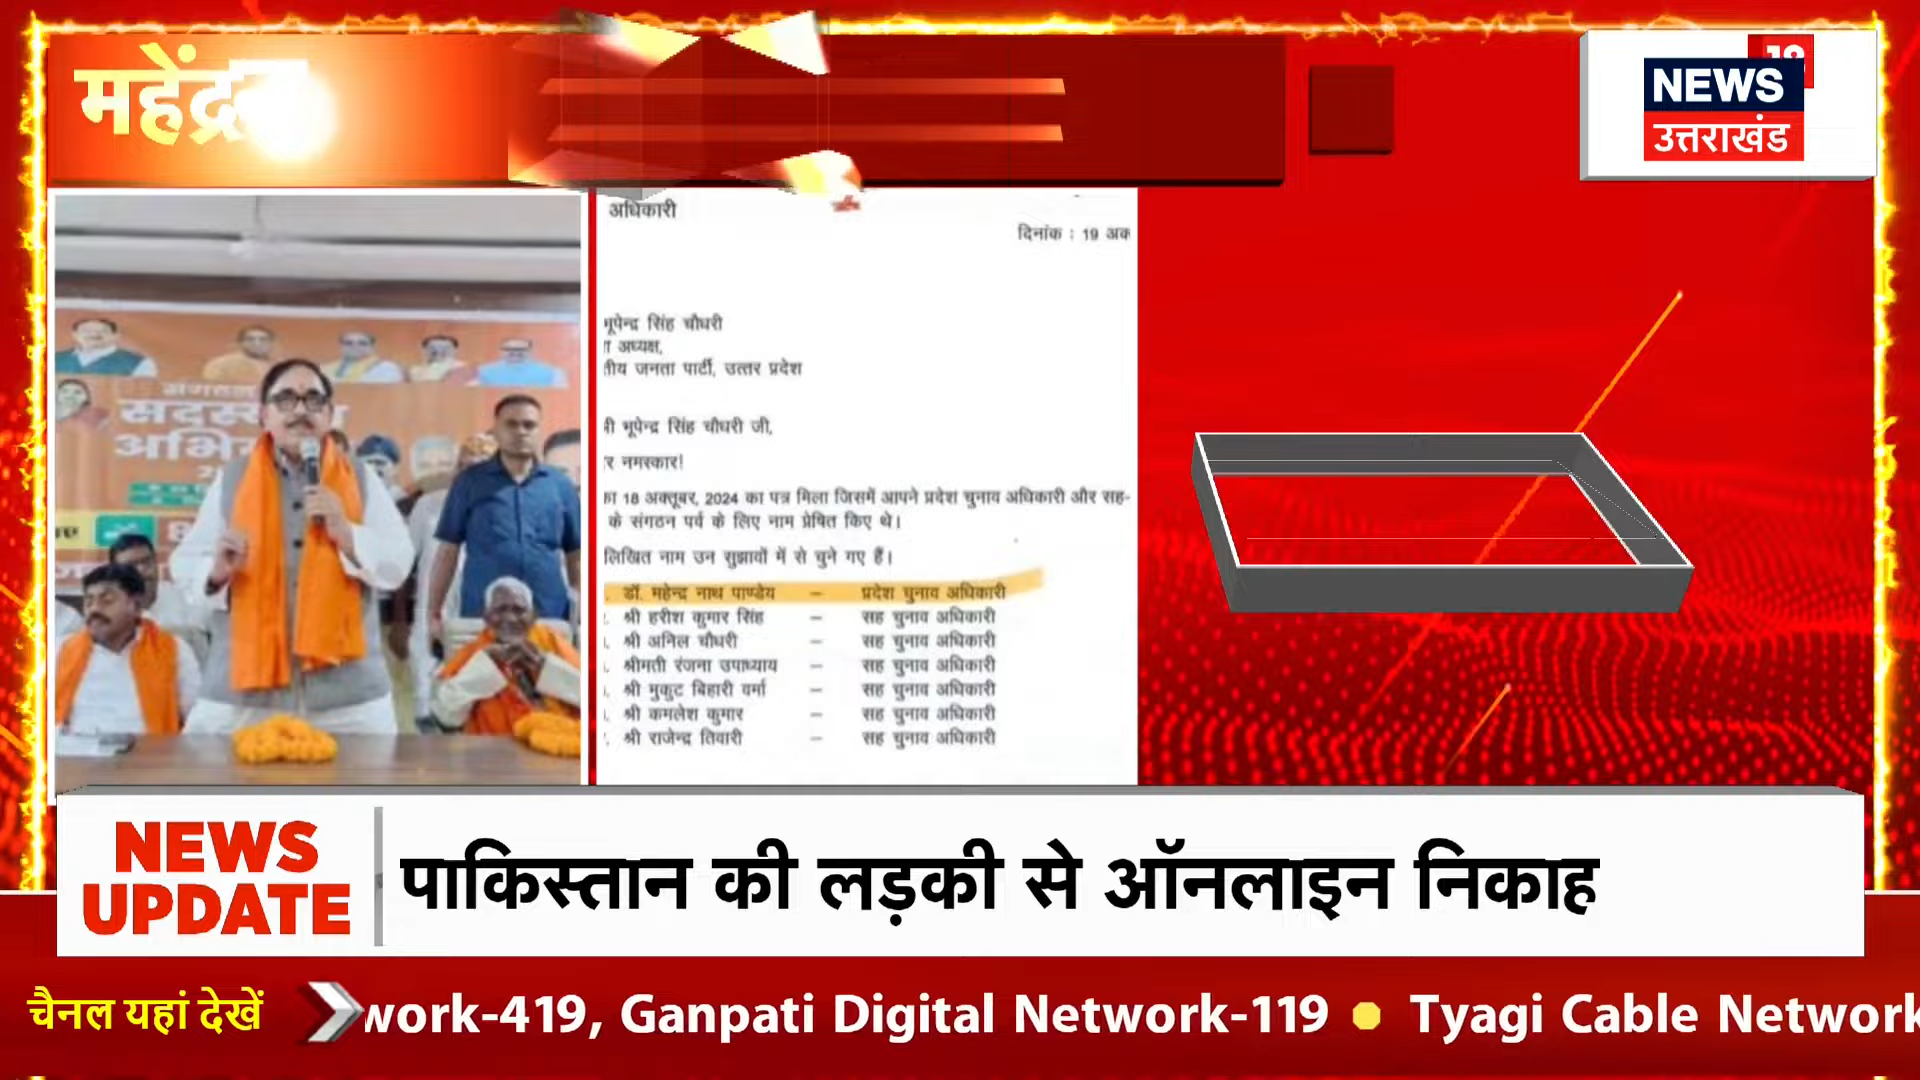 महेंद्र
18
NEWS
उत्तराखंड
संगठन
सदस्य
अधिकारी
दिनांक : 19 अक
भूपेन्द्र सिंह चौधरी
अध्यक्ष,
तीय जनता पार्टी, उत्तर प्रदेश
श्री भूपेन्द्र सिंह चौधरी जी,
र नमस्कार!
का 18 अक्तूबर, 2024 का पत्र मिला जिसमें आपने प्रदेश चुनाव अधिकारी और सह-
के संगठन पर्व के लिए नाम प्रेषित किए थे।
लिखित नाम उन सुझावों में से चुने गए हैं।
डॉ. महेन्द्र नाथ पाण्डेय – प्रदेश चुनाव अधिकारी
श्री हरीश कुमार सिंह – सह चुनाव अधिकारी
श्री अनिल चौधरी – सह चुनाव अधिकारी
श्रीमती रंजना उपाध्याय – सह चुनाव अधिकारी
श्री मुकुट बिहारी वर्मा – सह चुनाव अधिकारी
श्री कमलेश कुमार – सह चुनाव अधिकारी
श्री राजेन्द्र तिवारी – सह चुनाव अधिकारी
NEWS
UPDATE
पाकिस्तान की लड़की से ऑनलाइन निकाह
चैनल यहां देखें
work-419, Ganpati Digital Network-119 ● Tyagi Cable Network